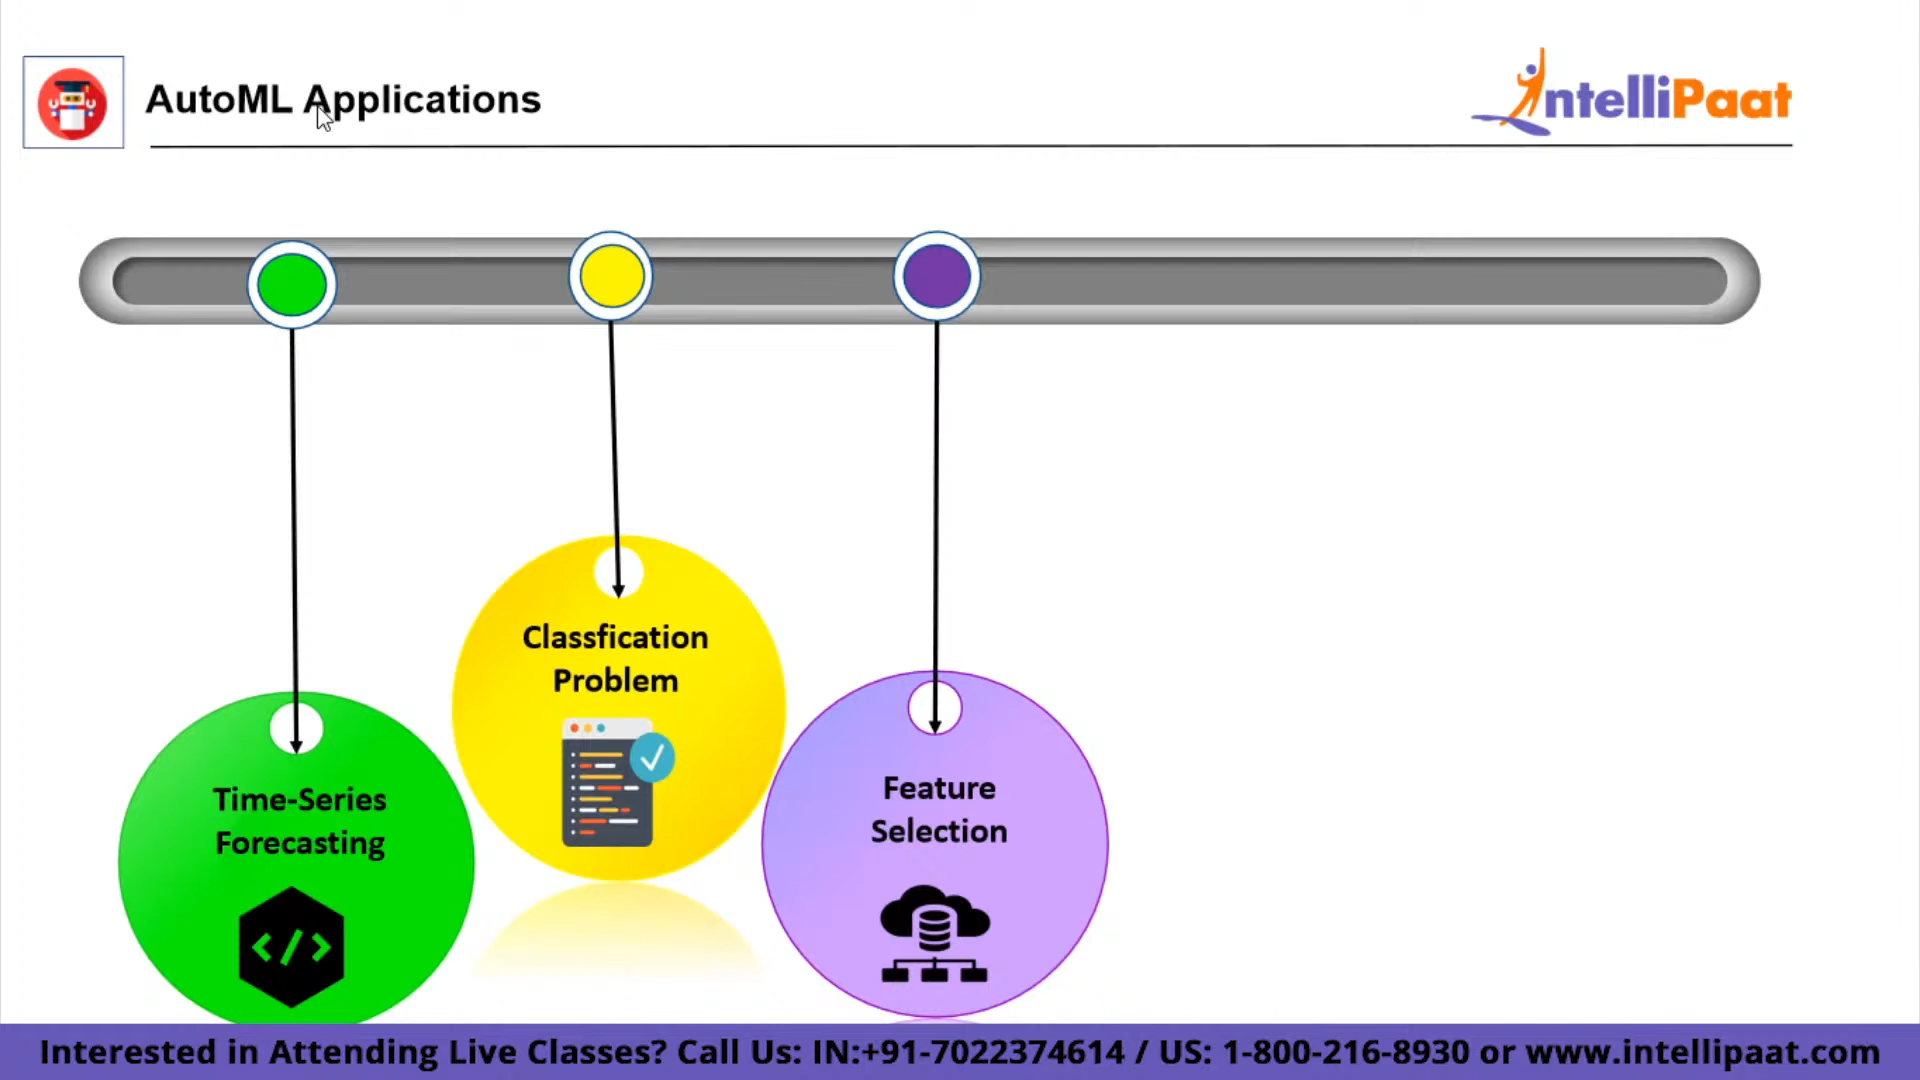 AutoML Applications
IntelliPaat
Classfication
Problem
Time-Series
Forecasting
Feature
Selection
</>
Interested in Attending Live Classes? Call Us: IN:+91-7022374614 / US: 1-800-216-8930 or www.intellipaat.com